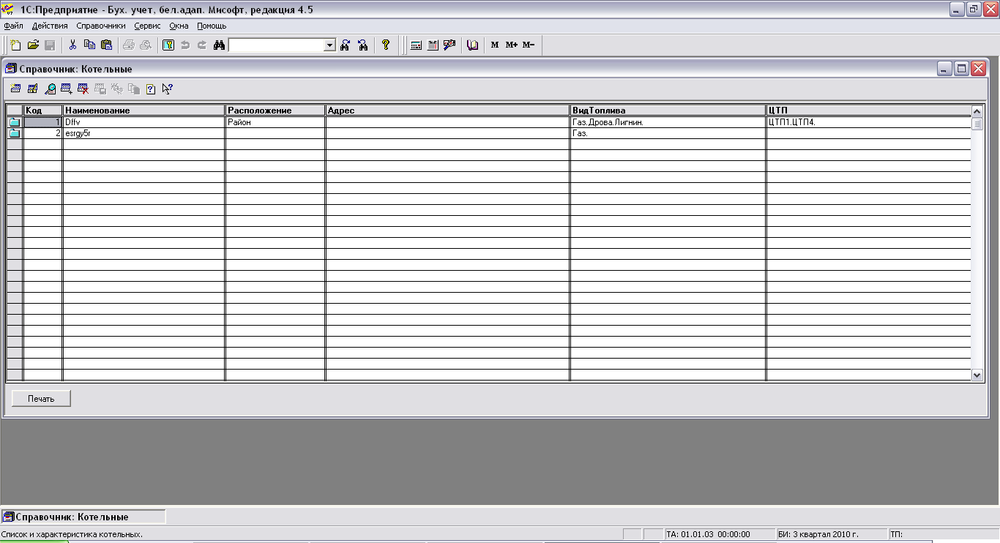 1С:Предприятие - Бух. учет, бел.адап. Мисофт, редакция 4.5
Файл Действия Справочники Сервис Окна Помощь
М М+ М-
Справочник: Котельные
Код Наименование Расположение Адрес ВидТоплива ЦТП
1 Dffv Район Газ.Дрова.Лигнин. ЦТП1.ЦТП4.
2 esrgy5r Газ.
Печать
Справочник: Котельные
Список и характеристика котельных. ТА: 01.01.03 00:00:00 БИ: 3 квартал 2010 г. ТП: